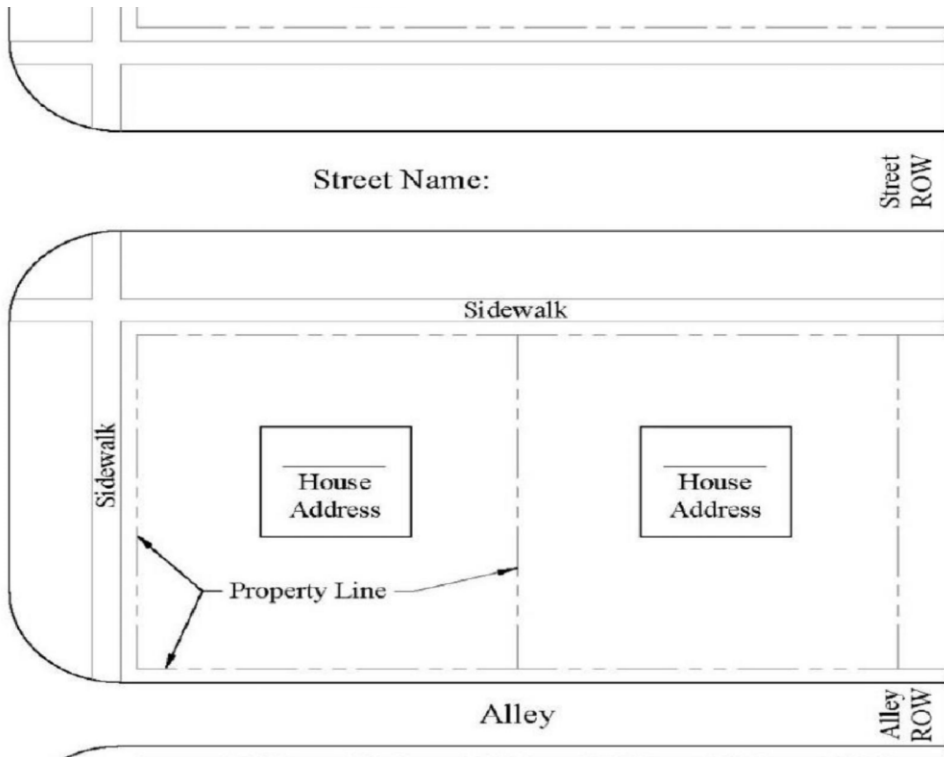 Street Name:
Street
ROW
Sidewalk
Sidewalk
House
Address
House
Address
Property Line
Alley
Alley
ROW